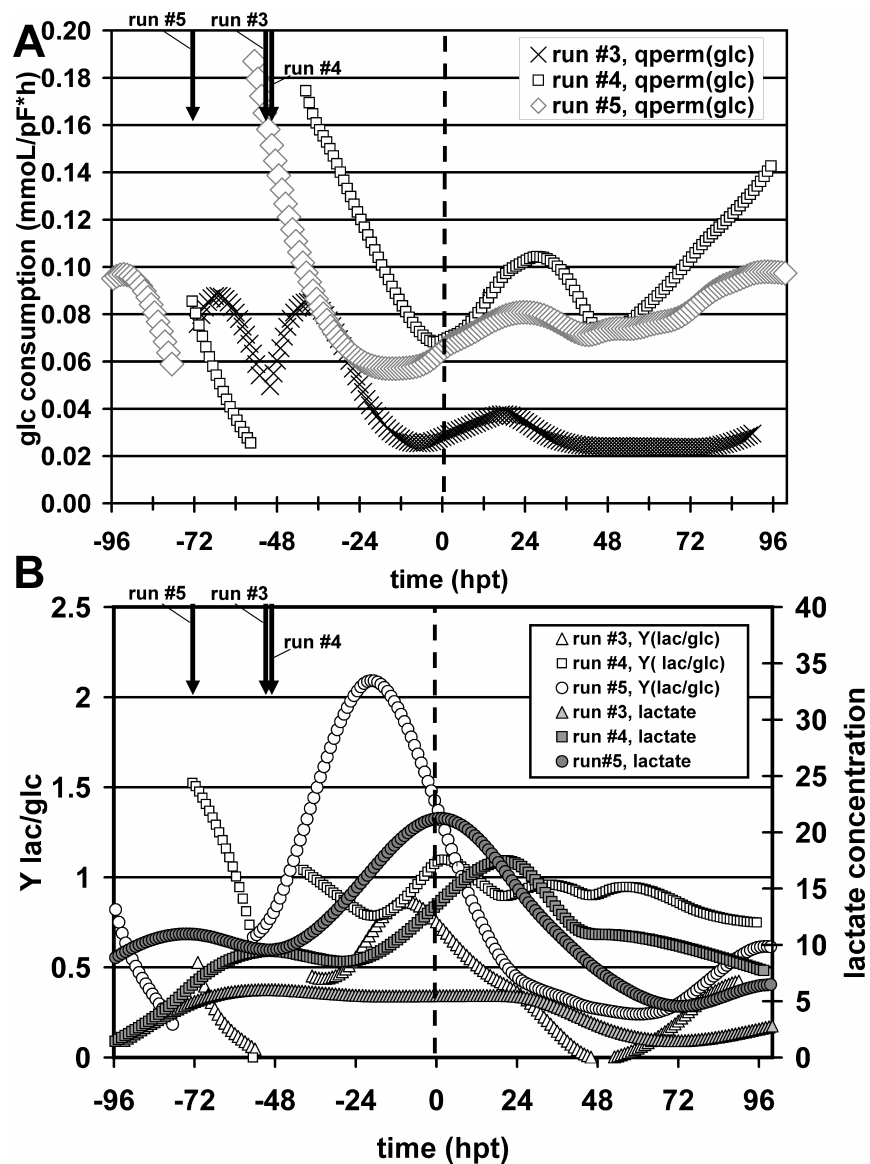 A
run #5
run #3
run #4
run #3, qperm(glc)
run #4, qperm(glc)
run #5, qperm(glc)
glc consumption (mmoL/pF*h)
0.20
0.18
0.16
0.14
0.12
0.10
0.08
0.06
0.04
0.02
0.00
-96 -72 -48 -24 0 24 48 72 96
time (hpt)
B
run #5
run #3
run #4
run #3, Y(lac/glc)
run #4, Y( lac/glc)
run #5, Y(lac/glc)
run #3, lactate
run #4, lactate
run#5, lactate
Y lac/glc
2.5
2
1.5
1
0.5
0
40
35
30
25
20
15
10
5
0
lactate concentration
-96 -72 -48 -24 0 24 48 72 96
time (hpt)